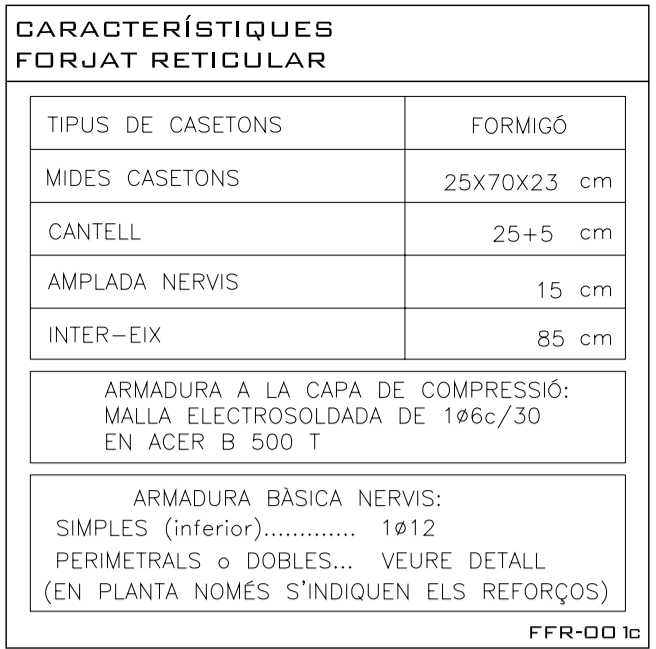 CARACTERÍSTIQUES
FORJAT RETICULAR
TIPUS DE CASETONS FORMIGÓ
MIDES CASETONS 25X70X23 cm
CANTELL 25+5 cm
AMPLADA NERVIS 15 cm
INTER-EIX 85 cm
ARMADURA A LA CAPA DE COMPRESSIÓ:
MALLA ELECTROSOLDADA DE 1ø6c/30
EN ACER B 500 T
ARMADURA BÀSICA NERVIS:
SIMPLES (inferior)............. 1ø12
PERIMETRALS o DOBLES... VEURE DETALL
(EN PLANTA NOMÉS S'INDIQUEN ELS REFORÇOS)
FFR-001c